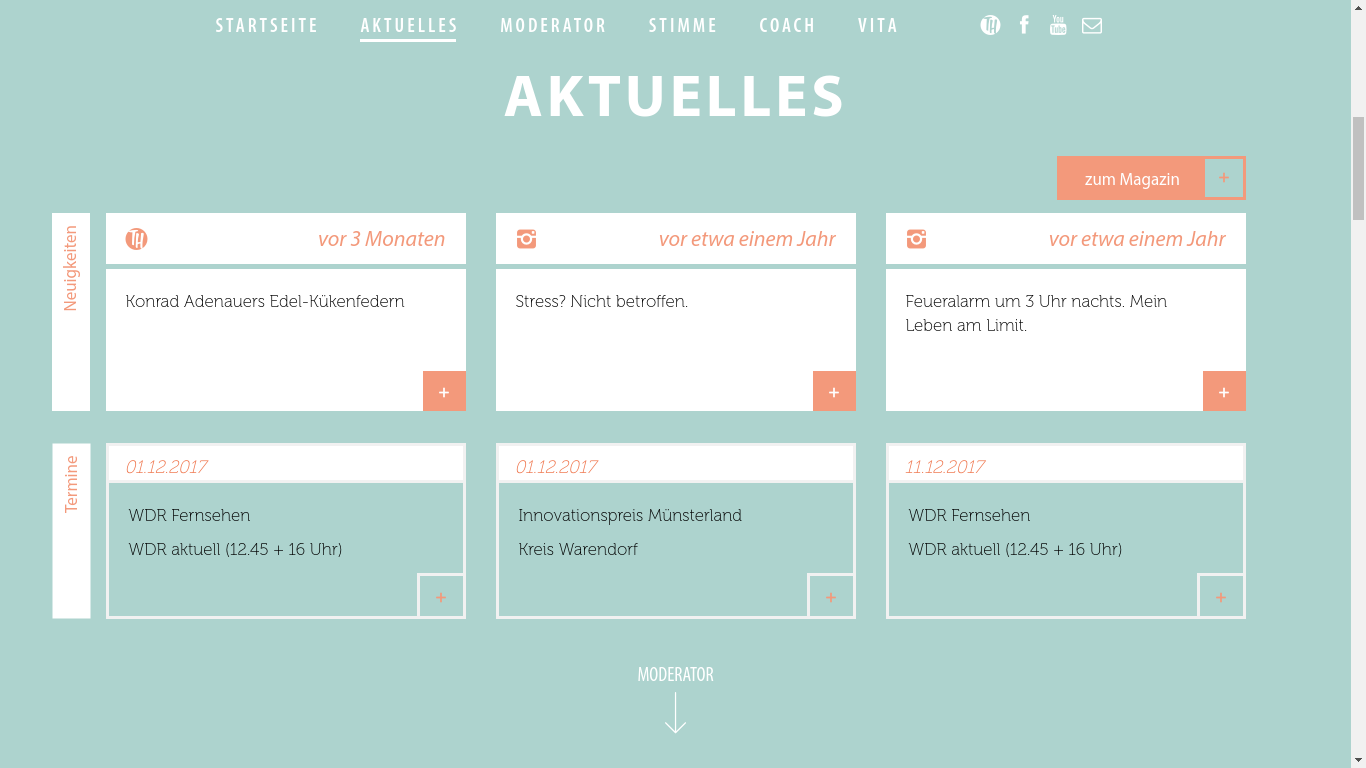 STARTSEITE AKTUELLES MODERATOR STIMME COACH VITA TH f You Tube
AKTUELLES
zum Magazin +
Neuigkeiten
TH vor 3 Monaten
Konrad Adenauers Edel-Kükenfedern
+
vor etwa einem Jahr
Stress? Nicht betroffen.
+
vor etwa einem Jahr
Feueralarm um 3 Uhr nachts. Mein
Leben am Limit.
+
Termine
01.12.2017
WDR Fernsehen
WDR aktuell (12.45 + 16 Uhr)
+
01.12.2017
Innovationspreis Münsterland
Kreis Warendorf
+
11.12.2017
WDR Fernsehen
WDR aktuell (12.45 + 16 Uhr)
+
MODERATOR